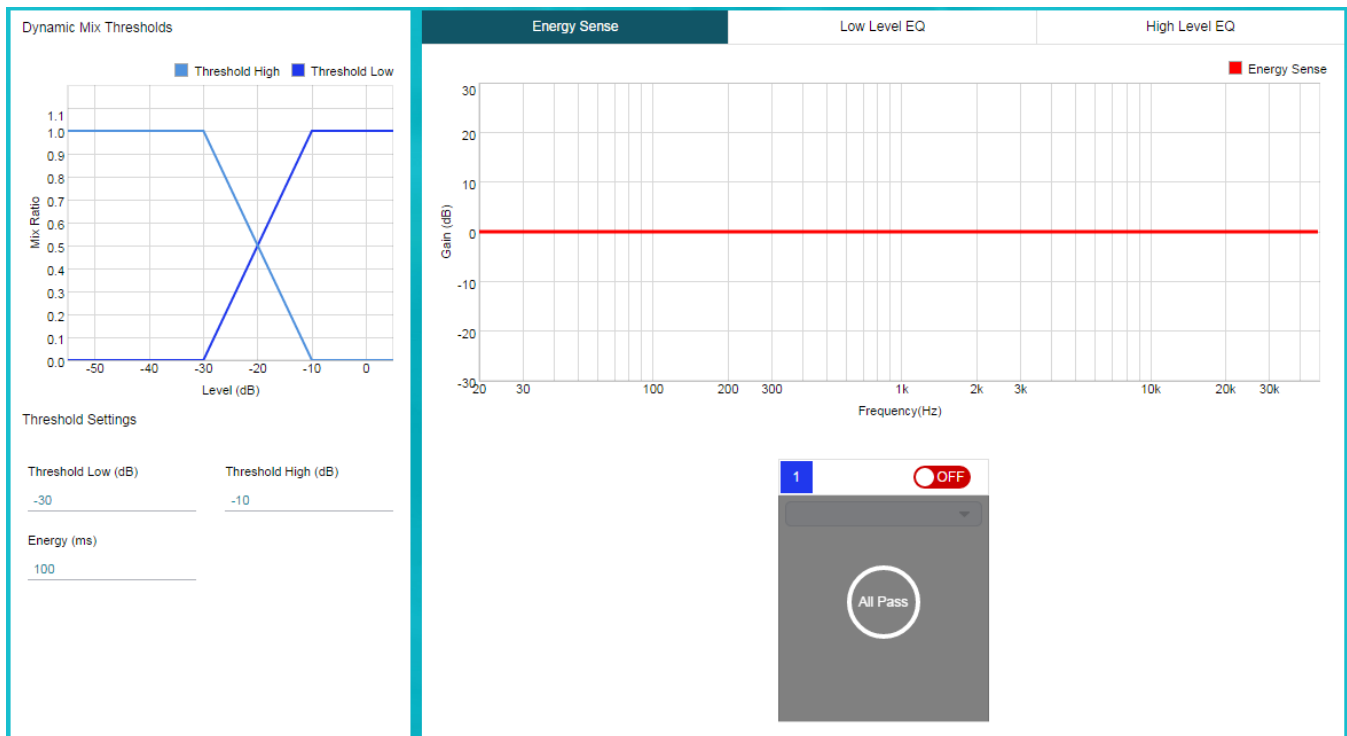 Dynamic Mix Thresholds
Threshold High Threshold Low
1.1
1.0
0.9
0.8
0.7
0.6
0.5
0.4
0.3
0.2
0.1
0.0
Mix Ratio
-50 -40 -30 -20 -10 0
Level (dB)
Threshold Settings
Threshold Low (dB) Threshold High (dB)
-30 -10
Energy (ms)
100
Energy Sense Low Level EQ High Level EQ
Energy Sense
30
20
10
0
-10
-20
-30
Gain (dB)
20 30 100 200 300 1k 2k 3k 10k 20k 30k
Frequency(Hz)
1 OFF
All Pass